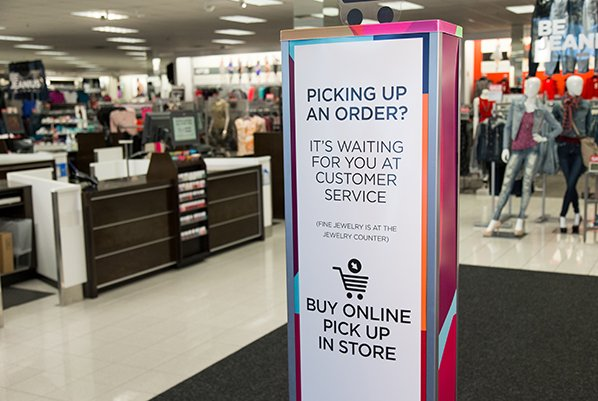 PICKING UP
AN ORDER?
IT'S WAITING
FOR YOU AT
CUSTOMER
SERVICE
(FINE JEWELRY IS AT THE
JEWELRY COUNTER)
BUY ONLINE
PICK UP
IN STORE
BE
JEANI